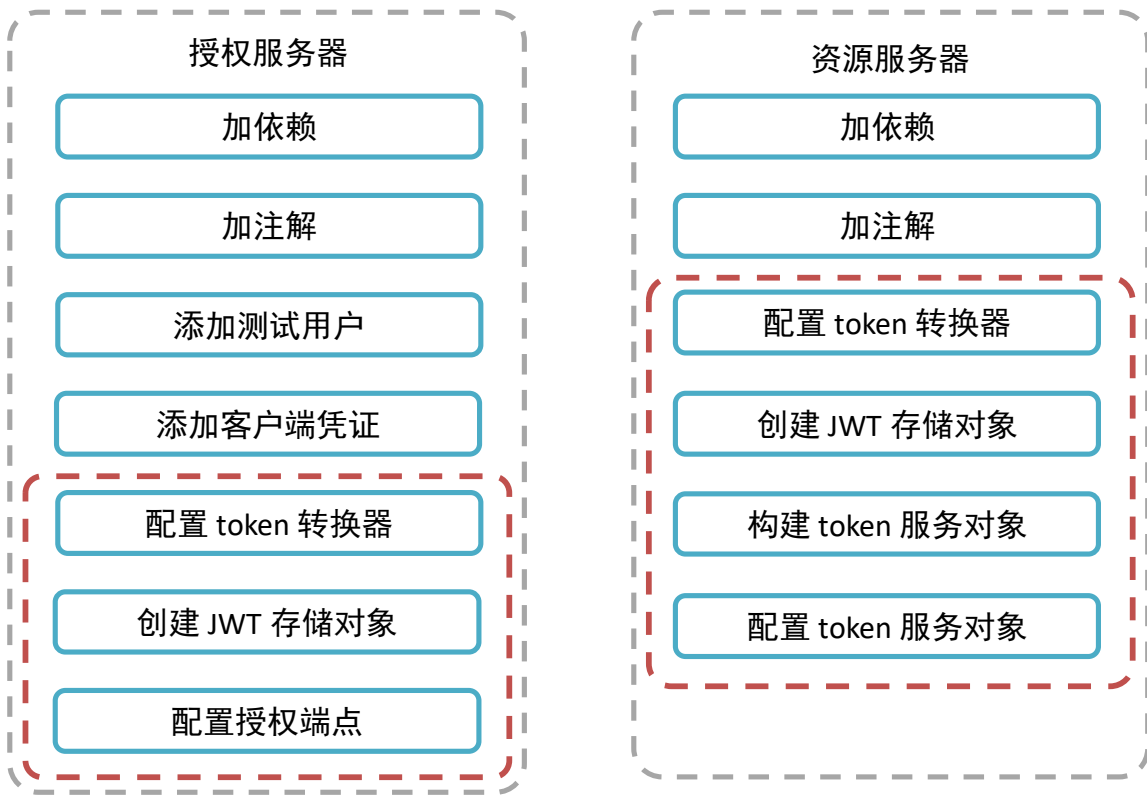 授权服务器
加依赖
加注解
添加测试用户
添加客户端凭证
配置 token 转换器
创建 JWT 存储对象
配置授权端点
资源服务器
加依赖
加注解
配置 token 转换器
创建 JWT 存储对象
构建 token 服务对象
配置 token 服务对象